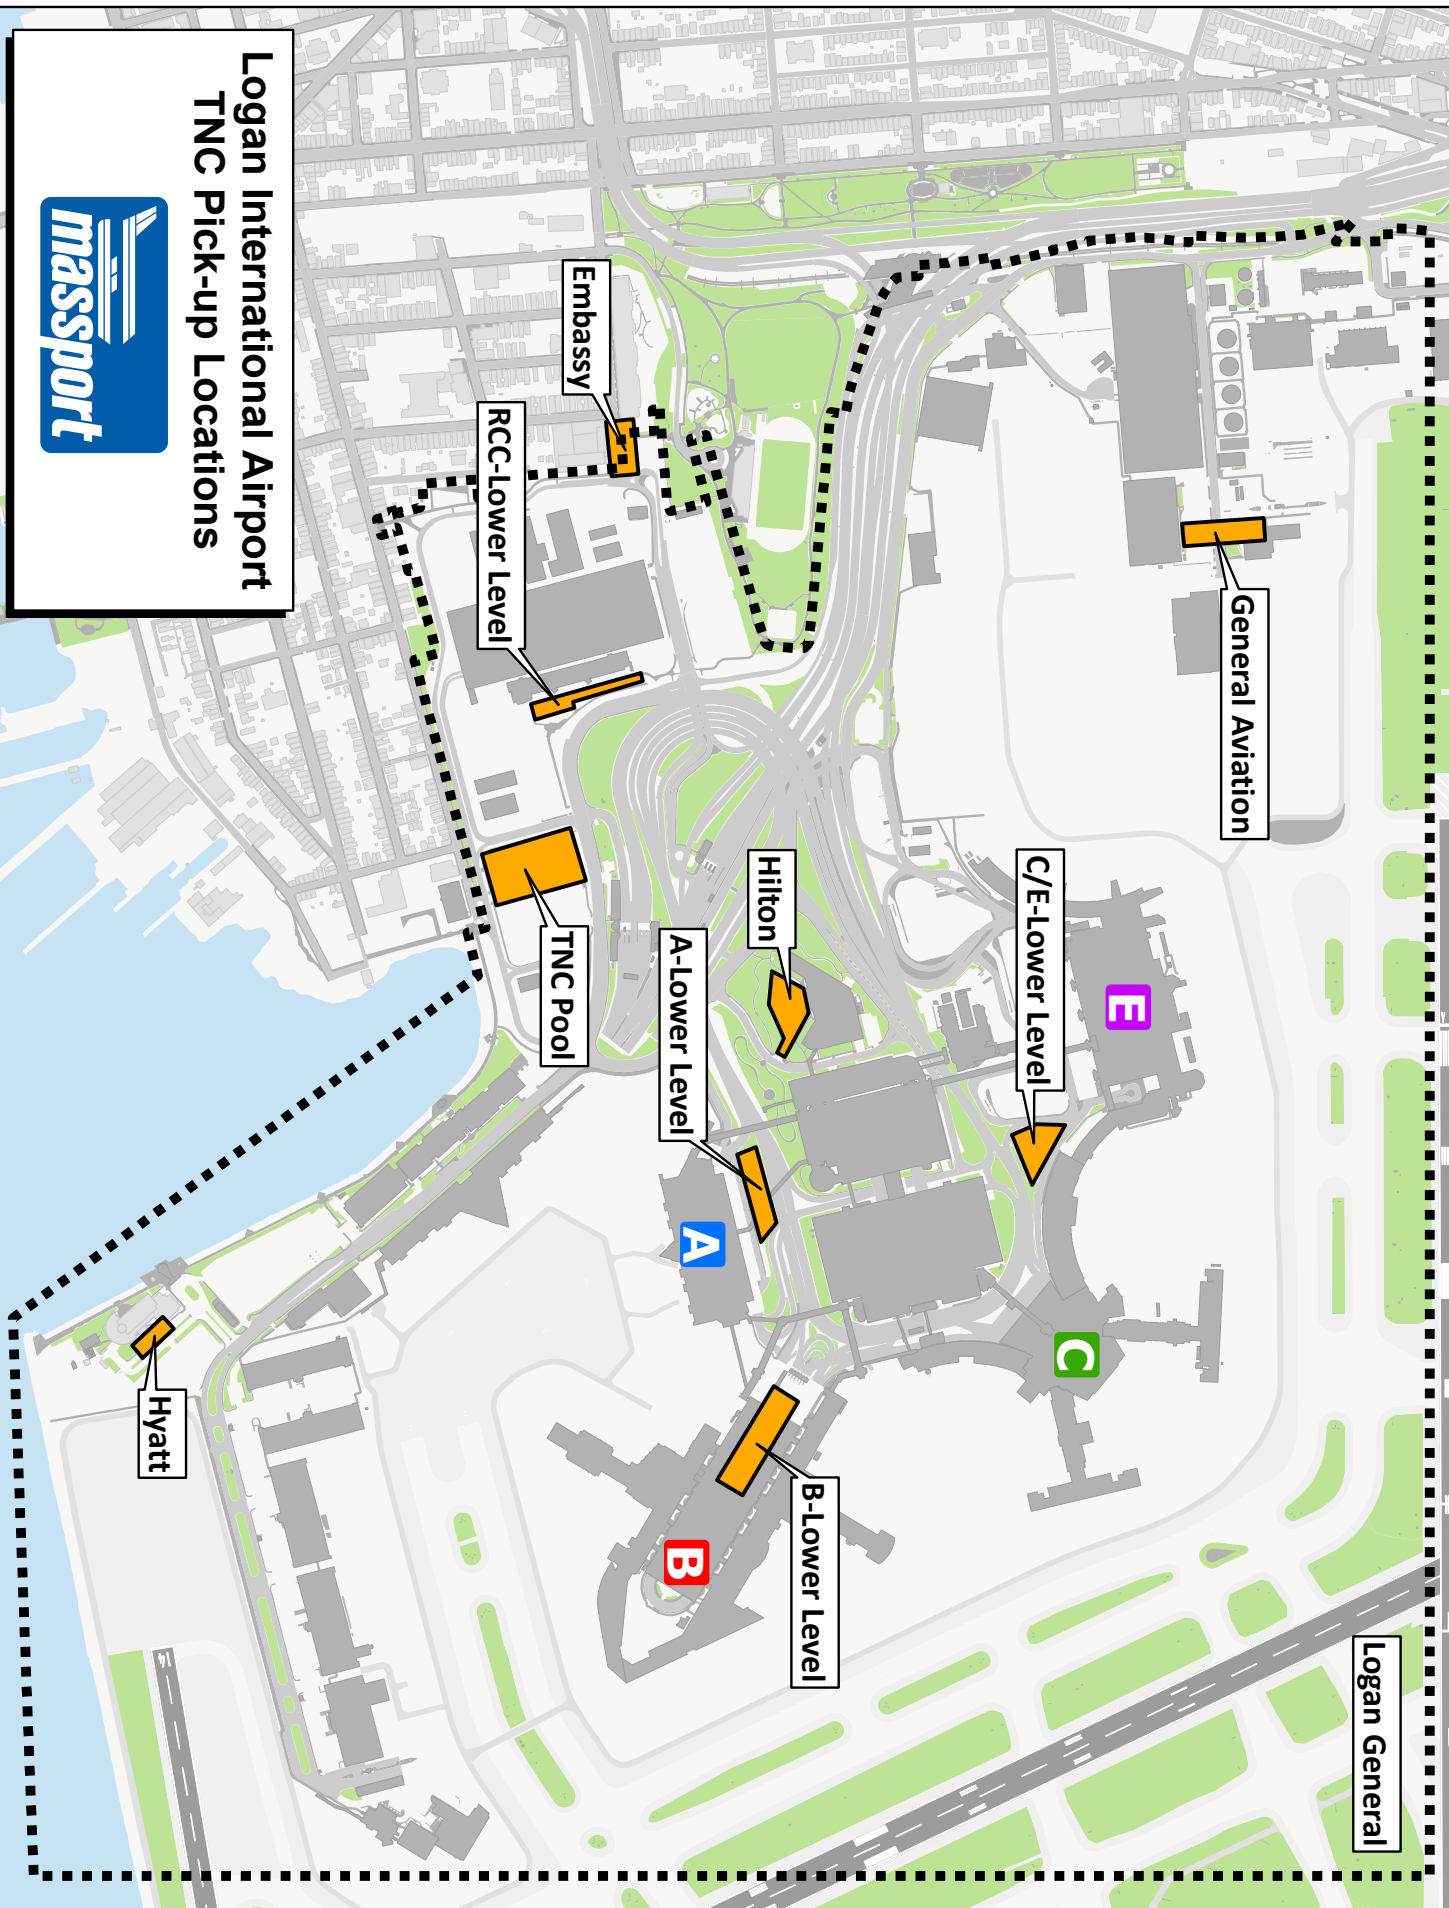 Logan International Airport
TNC Pick-up Locations
massport
Embassy
RCC-Lower Level
General Aviation
TNC Pool
Hilton
A-Lower Level
C/E-Lower Level
E
A
C
B
B-Lower Level
Hyatt
Logan General
14